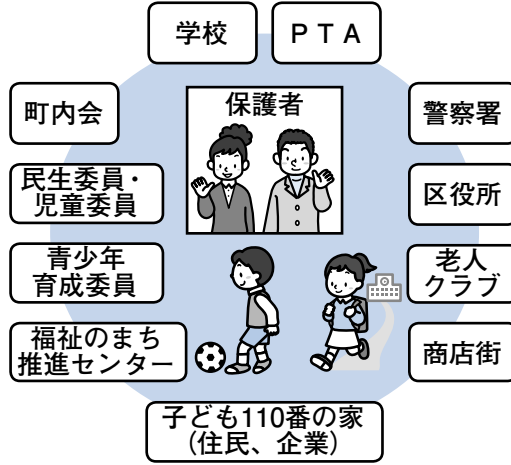 学校
PTA
町内会
保護者
警察署
民生委員・
児童委員
区役所
青少年
育成委員
老人
クラブ
福祉のまち
推進センター
商店街
子ども110番の家
(住民、企業)